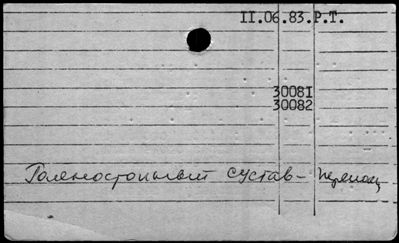 II.06.83.Р.Т.
30081
30082
Голеностопный сустав - перелом